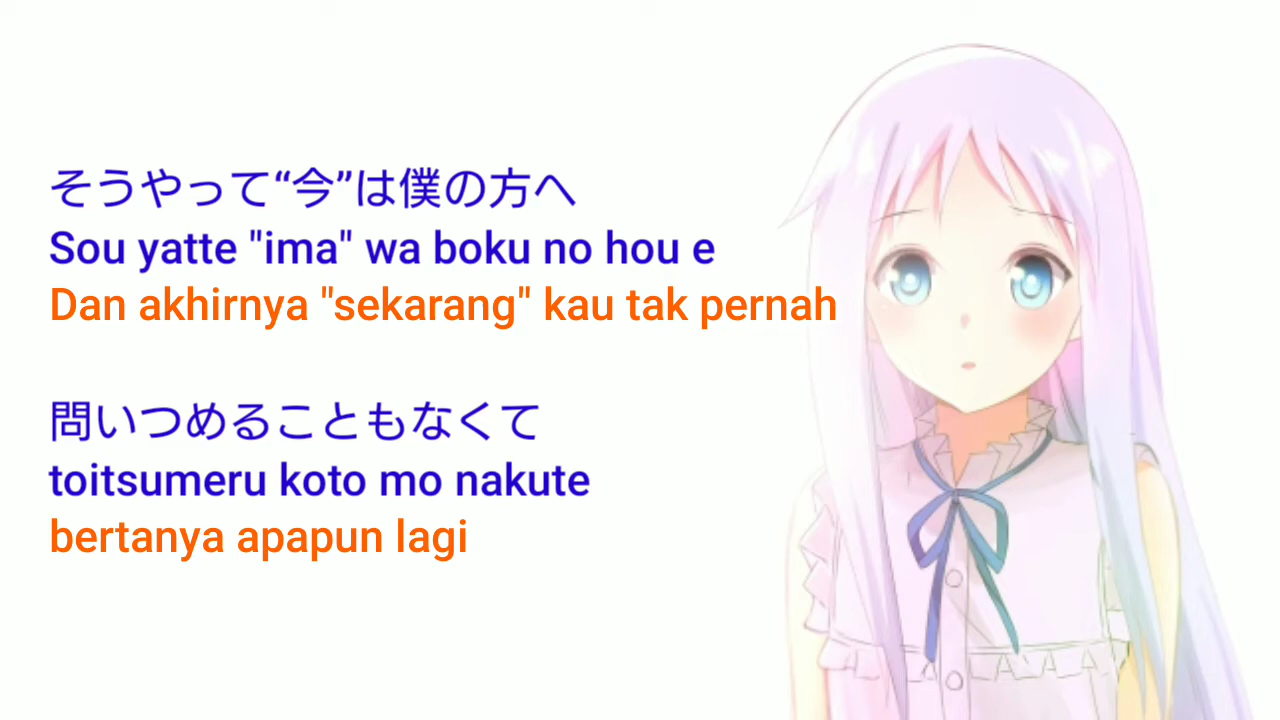 そうやって“今”は僕の方へ
Sou yatte "ima" wa boku no hou e
Dan akhirnya "sekarang" kau tak pernah
問いつめることもなくて
toitsumeru koto mo nakute
bertanya apapun lagi